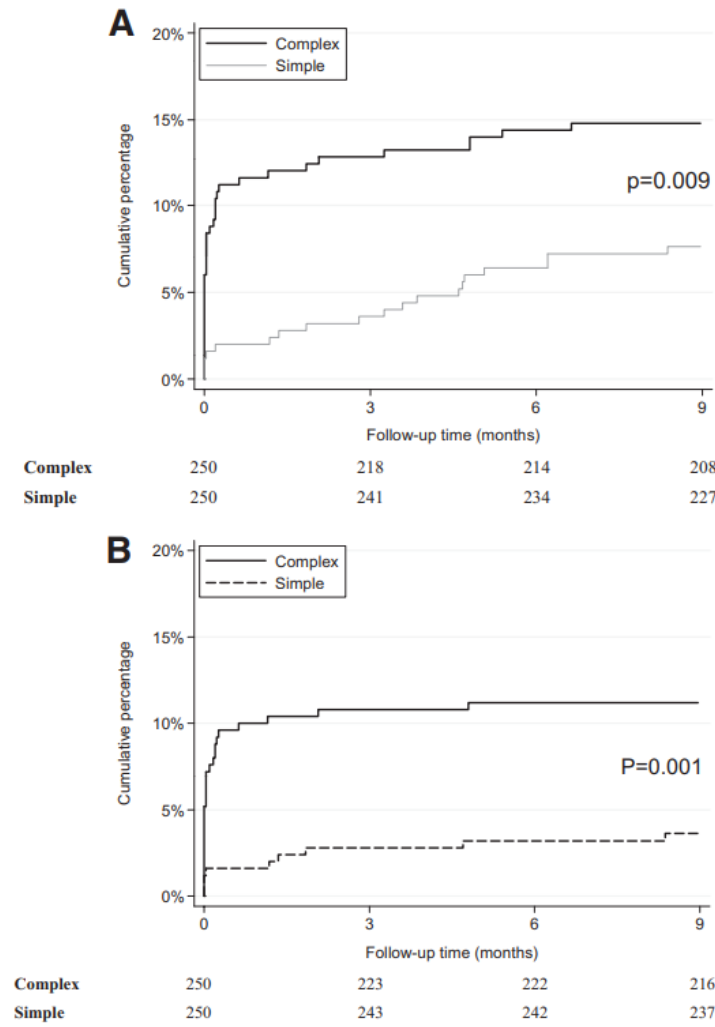 A
20%
Complex
Simple
15%
p=0.009
10%
5%
0%
Cumulative percentage
0 3 6 9
Follow-up time (months)
Complex 250 218 214 208
Simple 250 241 234 227
B
20%
Complex
Simple
15%
10%
P=0.001
5%
0%
Cumulative percentage
0 3 6 9
Follow-up time (months)
Complex 250 223 222 216
Simple 250 243 242 237